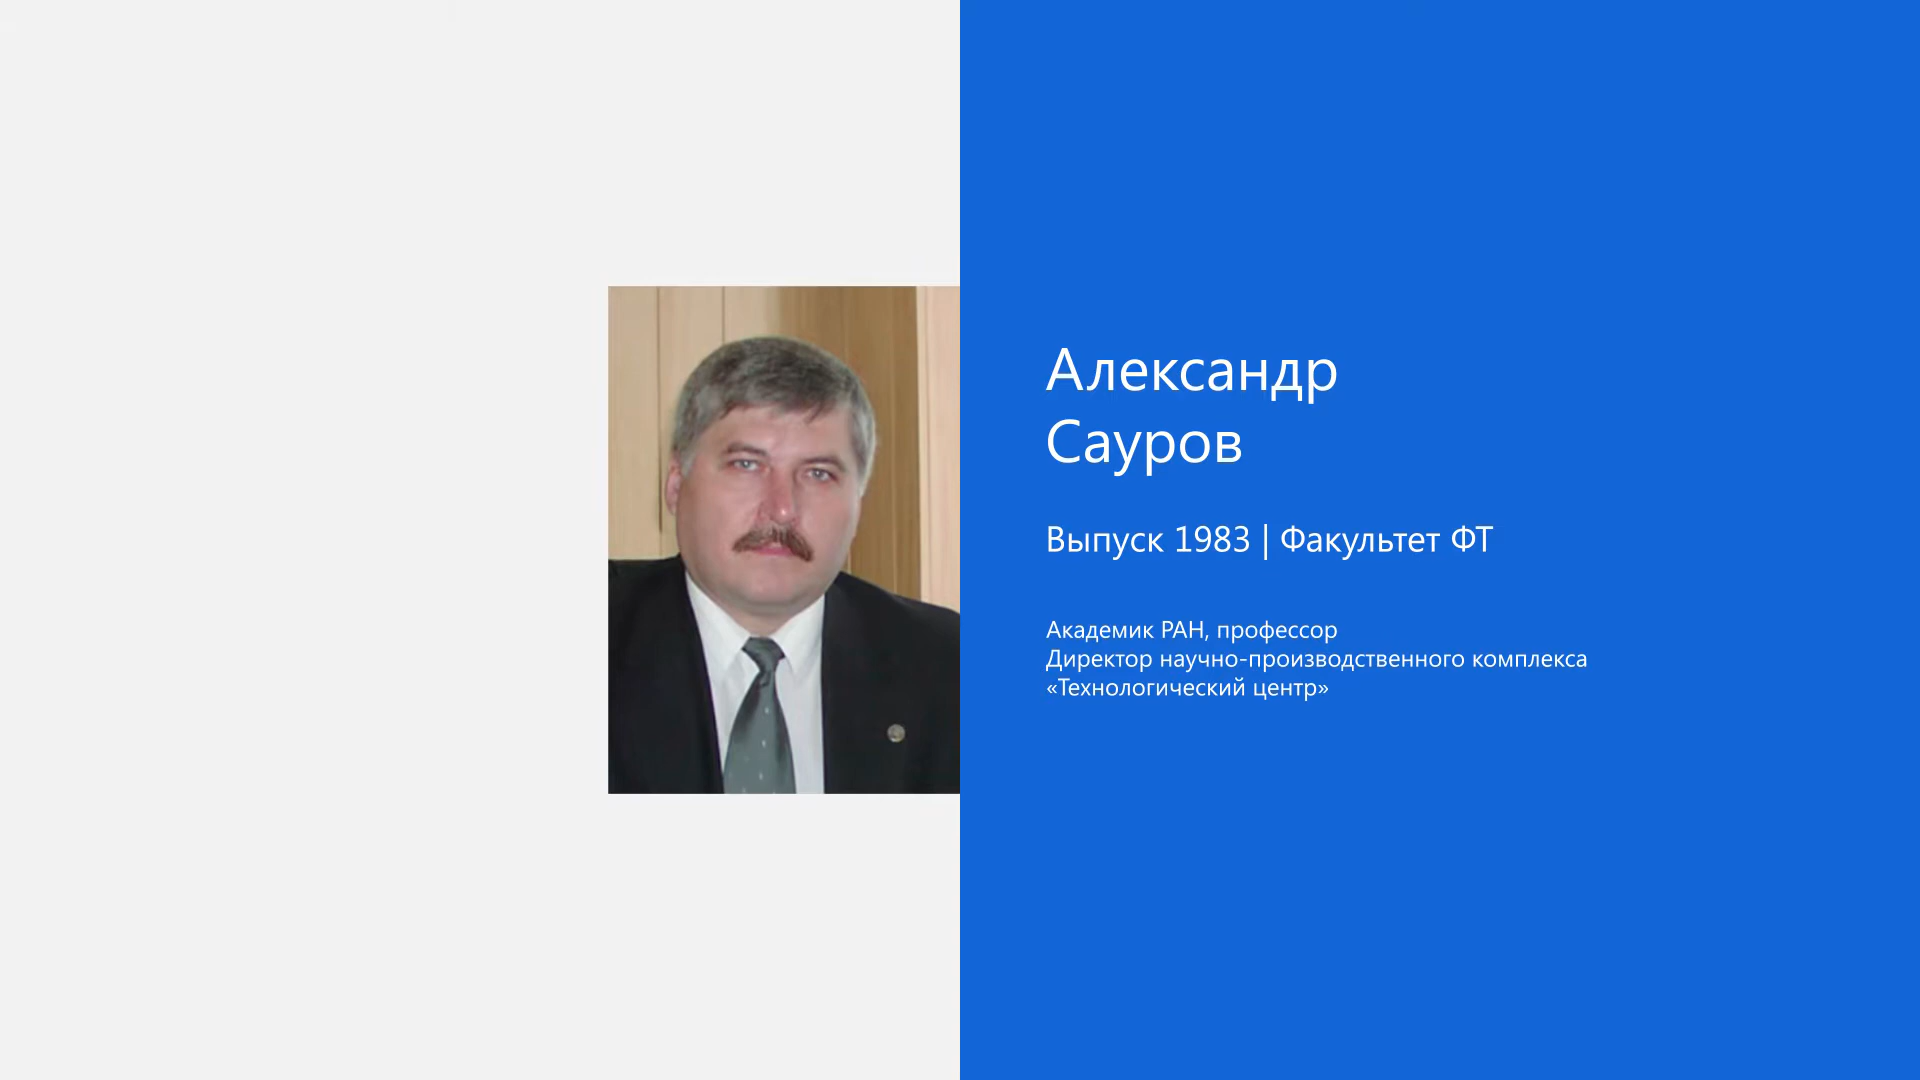 Александр
Сауров
Выпуск 1983 | Факультет ФТ
Академик РАН, профессор
Директор научно-производственного комплекса
«Технологический центр»